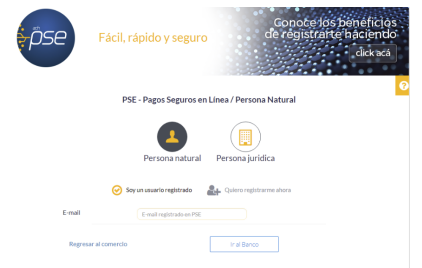 pse
Fácil, rápido y seguro
Conoce los beneficios
de registrarte haciendo
click acá
?
PSE - Pagos Seguros en Línea / Persona Natural
Persona natural
Persona jurídica
Soy un usuario registrado
Quiero registrarme ahora
E-mail
E-mail registrado en PSE
Regresar al comercio
Ir al Banco